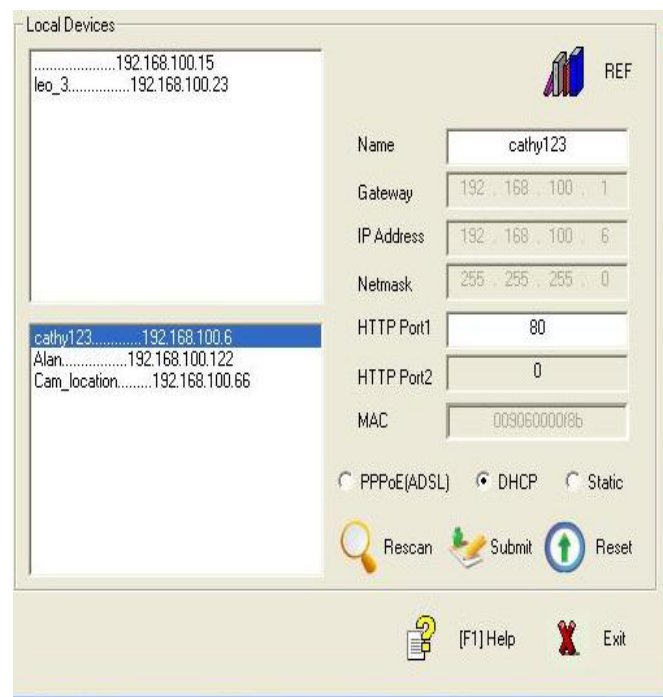 Local Devices
....................192.168.100.15
leo_3...............192.168.100.23
REF
Name cathy123
Gateway 192 . 168 . 100 . 1
IP Address 192 . 168 . 100 . 6
Netmask 255 . 255 . 255 . 0
HTTP Port1 80
HTTP Port2 0
MAC 009060000f8b
cathy123............192.168.100.6
Alan................192.168.100.122
Cam_location.........192.168.100.66
PPPoE(ADSL) DHCP Static
Rescan Submit Reset
[F1] Help Exit